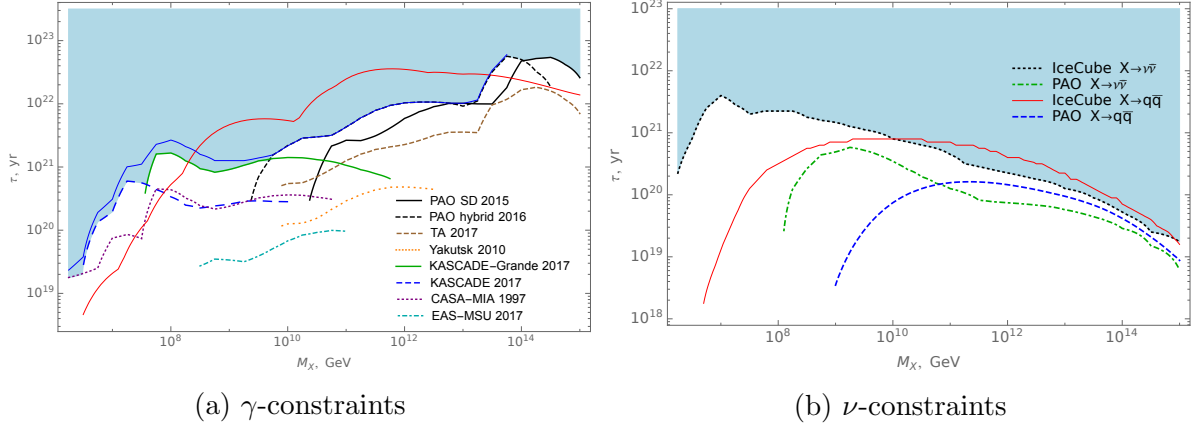 10^23
10^22
10^21
10^20
10^19
τ, yr
10^8
10^10
10^12
10^14
M_X, GeV
PAO SD 2015
PAO hybrid 2016
TA 2017
Yakutsk 2010
KASCADE-Grande 2017
KASCADE 2017
CASA-MIA 1997
EAS-MSU 2017
(a) γ-constraints
10^23
10^22
10^21
10^20
10^19
10^18
τ, yr
10^8
10^10
10^12
10^14
M_X, GeV
IceCube X→νν̄
PAO X→νν̄
IceCube X→qq̄
PAO X→qq̄
(b) ν-constraints